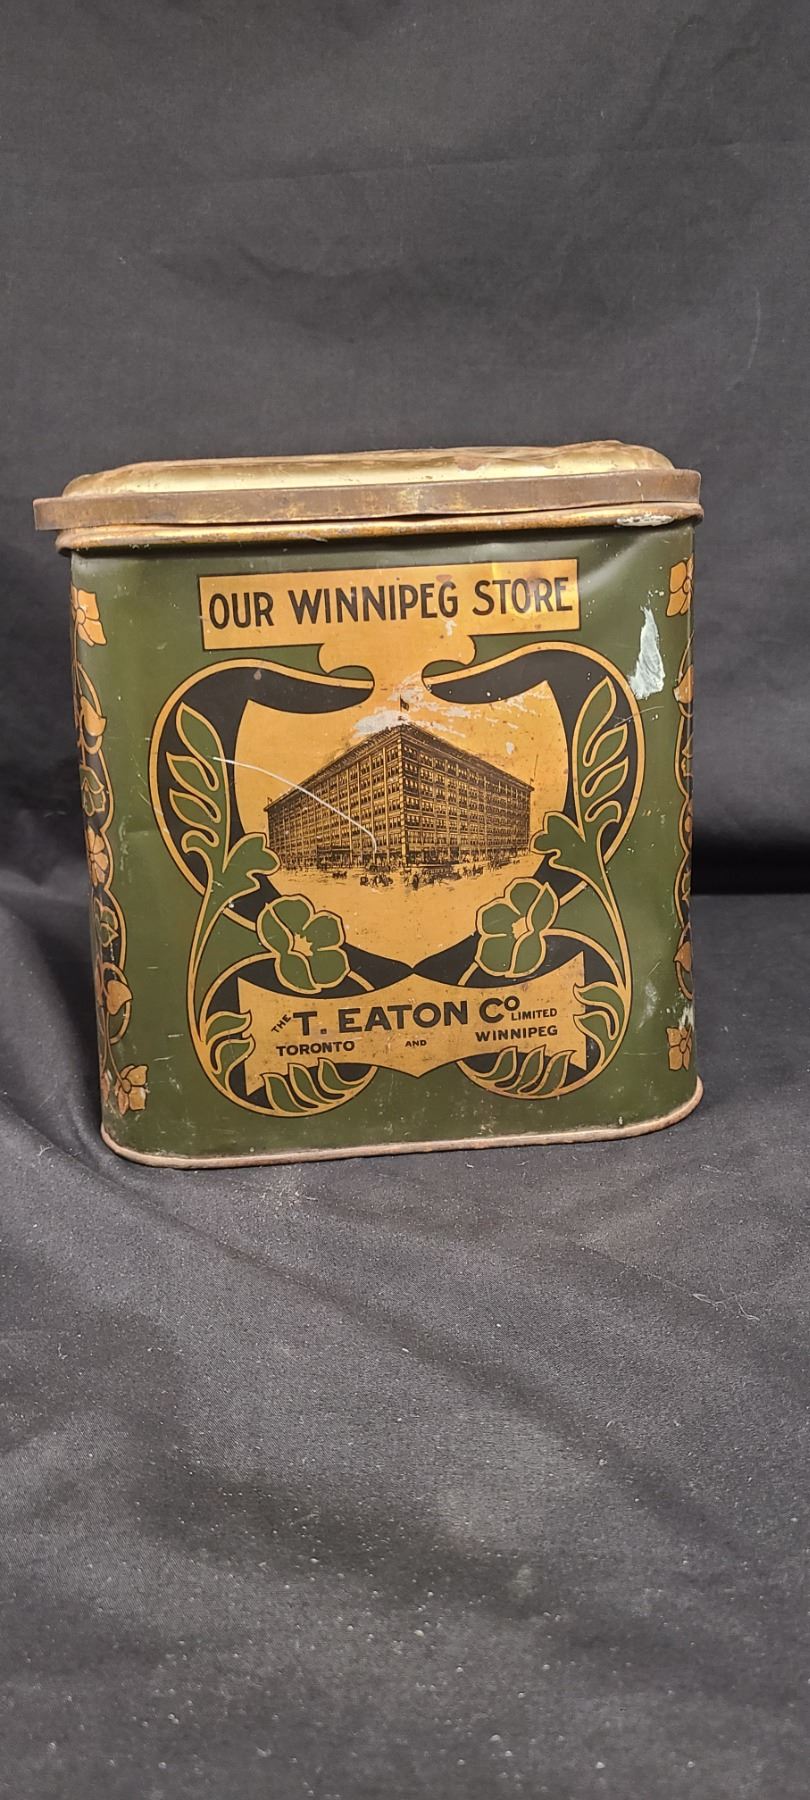 OUR WINNIPEG STORE
THE T. EATON CO LIMITED
TORONTO AND WINNIPEG